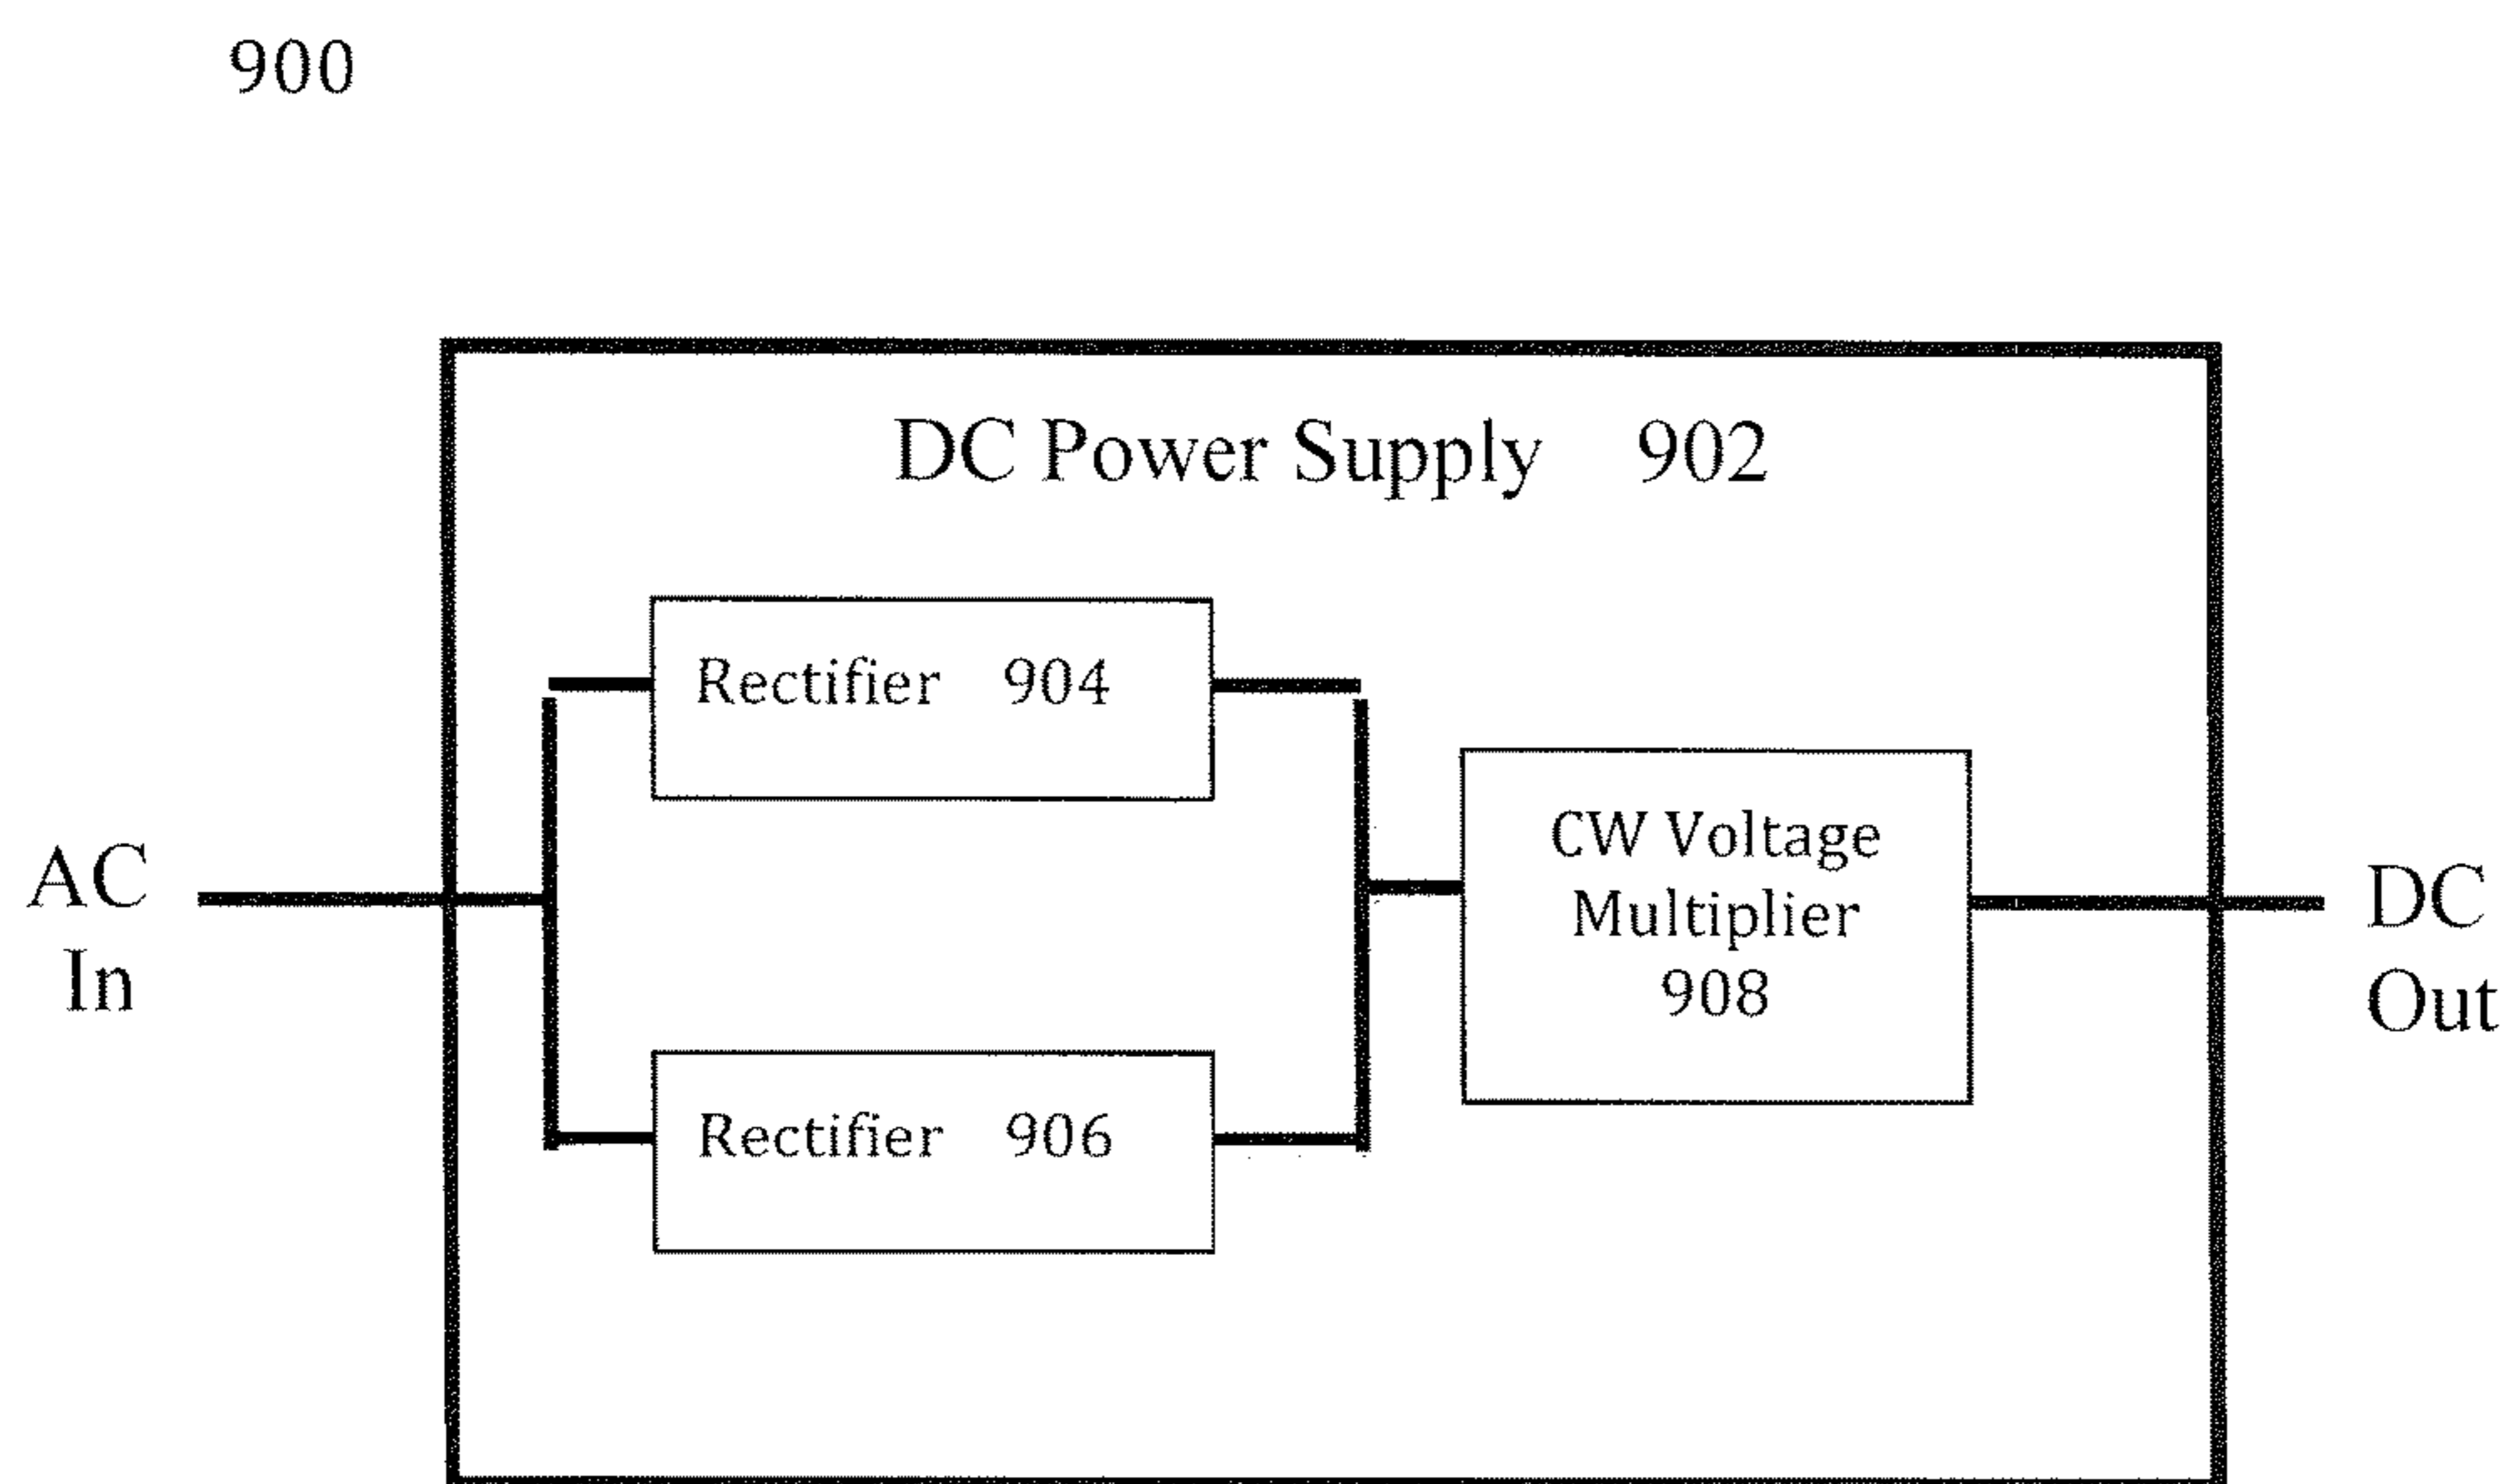 900
DC Power Supply 902
Rectifier 904
CW Voltage
Multiplier
908
AC
In
DC
Out
Rectifier 906